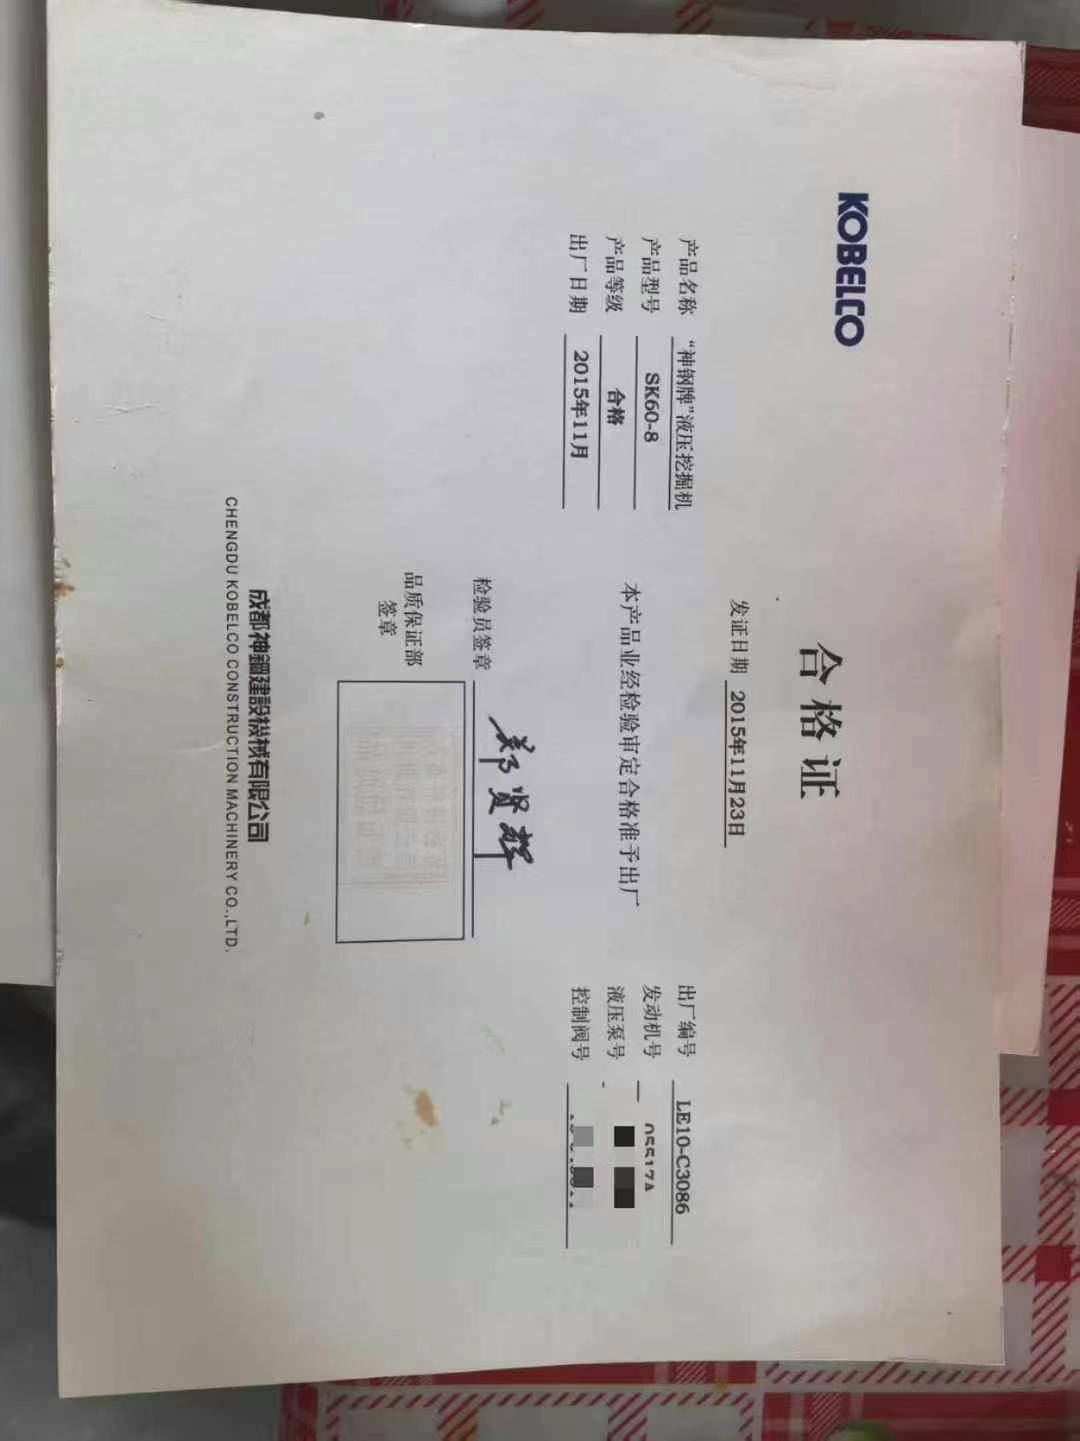 KOBELCO
合格证
发证日期 2015年11月23日
产品名称 “神钢牌”液压挖掘机
产品型号 SK60-8
产品等级 合格
出厂日期 2015年11月
本产品业经检验审定合格准予出厂
出厂编号 LE10-C3086
发动机号
液压泵号
控制阀号
检验员签章 郑贤辉
品质保证部
签章
成都神鋼建設機械有限公司
CHENGDU KOBELCO CONSTRUCTION MACHINERY CO.,LTD.